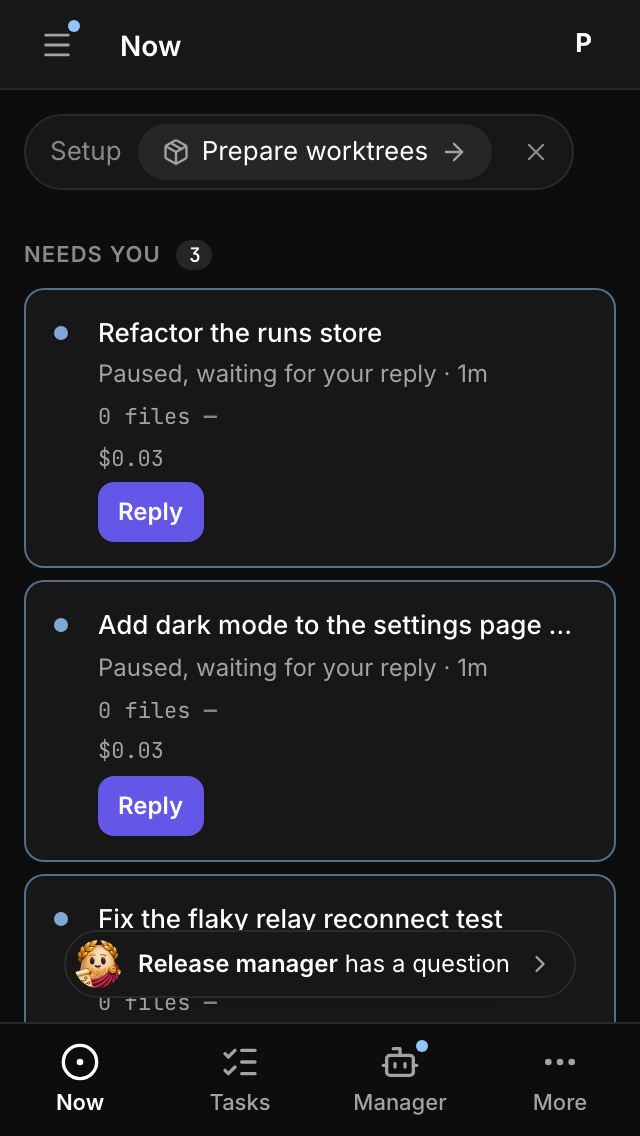 Now
P
Setup
Prepare worktrees
NEEDS YOU 3
Refactor the runs store
Paused, waiting for your reply · 1m
0 files —
$0.03
Reply
Add dark mode to the settings page ...
Paused, waiting for your reply · 1m
0 files —
$0.03
Reply
Fix the flaky relay reconnect test
Release manager has a question
0 files —
Now
Tasks
Manager
More